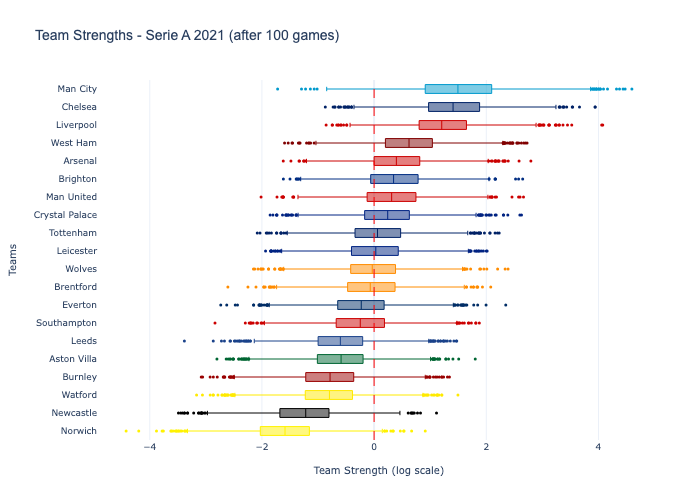 Team Strengths - Serie A 2021 (after 100 games)
Man City
Chelsea
Liverpool
West Ham
Arsenal
Brighton
Man United
Crystal Palace
Tottenham
Leicester
Wolves
Brentford
Everton
Southampton
Leeds
Aston Villa
Burnley
Watford
Newcastle
Norwich
Teams
−4
−2
0
2
4
Team Strength (log scale)